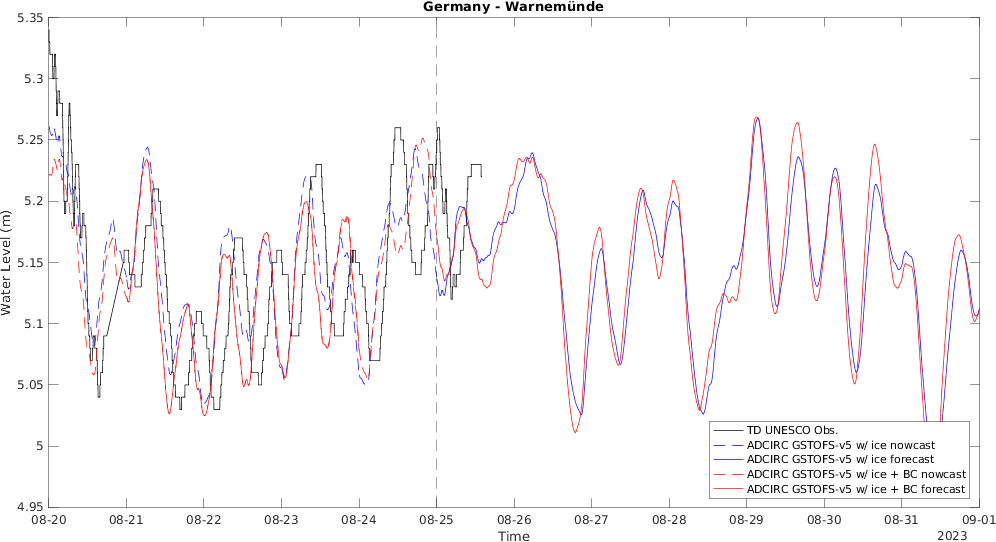 Germany - Warnemünde
5.35
5.3
5.25
5.2
5.15
5.1
5.05
5
4.95
Water Level (m)
08-20 08-21 08-22 08-23 08-24 08-25 08-26 08-27 08-28 08-29 08-30 08-31 09-01
Time
2023
TD UNESCO Obs.
ADCIRC GSTOFS-v5 w/ ice nowcast
ADCIRC GSTOFS-v5 w/ ice forecast
ADCIRC GSTOFS-v5 w/ ice + BC nowcast
ADCIRC GSTOFS-v5 w/ ice + BC forecast